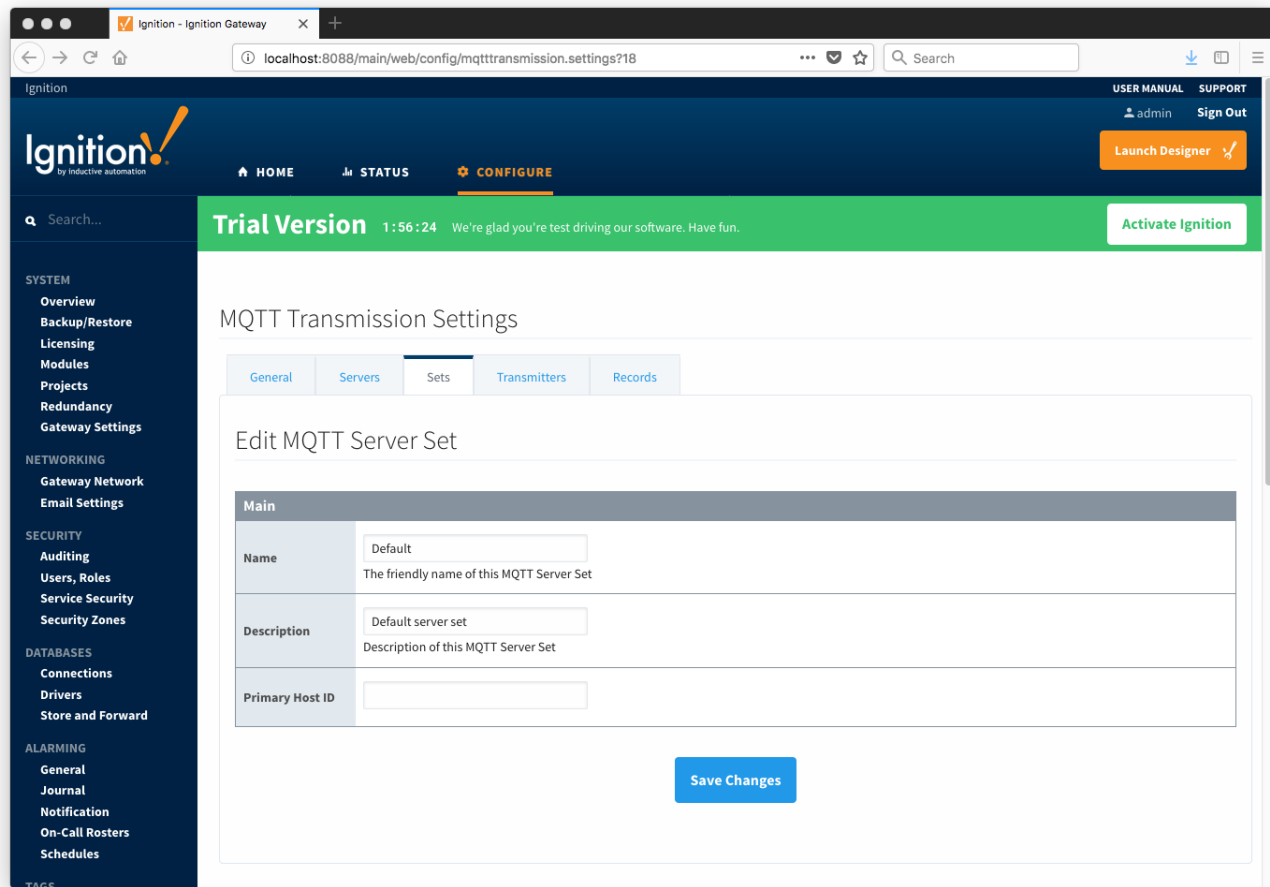 Ignition - Ignition Gateway
localhost:8088/main/web/config/mqtttransmission.settings?18
Search
Ignition
USER MANUAL SUPPORT
admin Sign Out
Ignition!
by inductive automation
HOME STATUS CONFIGURE
Launch Designer
Search...
Trial Version 1:56:24 We're glad you're test driving our software. Have fun.
Activate Ignition
SYSTEM
Overview
Backup/Restore
Licensing
Modules
Projects
Redundancy
Gateway Settings
NETWORKING
Gateway Network
Email Settings
SECURITY
Auditing
Users, Roles
Service Security
Security Zones
DATABASES
Connections
Drivers
Store and Forward
ALARMING
General
Journal
Notification
On-Call Rosters
Schedules
TAGS
MQTT Transmission Settings
General Servers Sets Transmitters Records
Edit MQTT Server Set
Main
Name
Default
The friendly name of this MQTT Server Set
Description
Default server set
Description of this MQTT Server Set
Primary Host ID
Save Changes